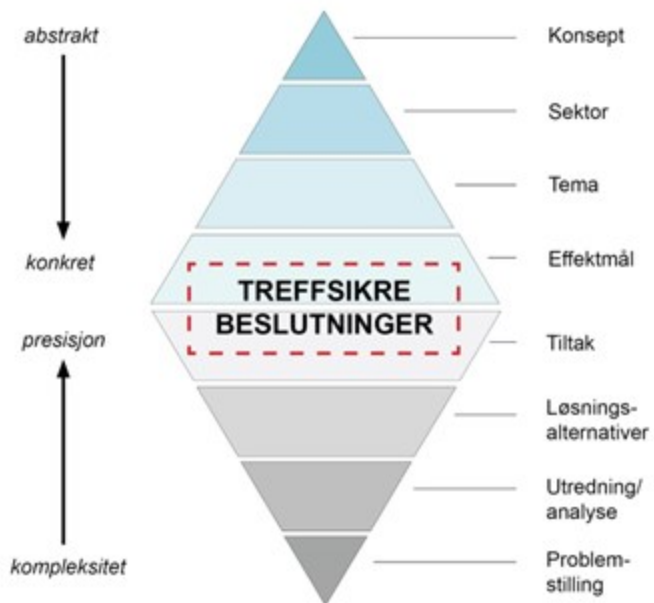 abstrakt
konkret
presisjon
kompleksitet
TREFFSIKRE
BESLUTNINGER
Konsept
Sektor
Tema
Effektmål
Tiltak
Løsnings-
alternativer
Utredning/
analyse
Problem-
stilling